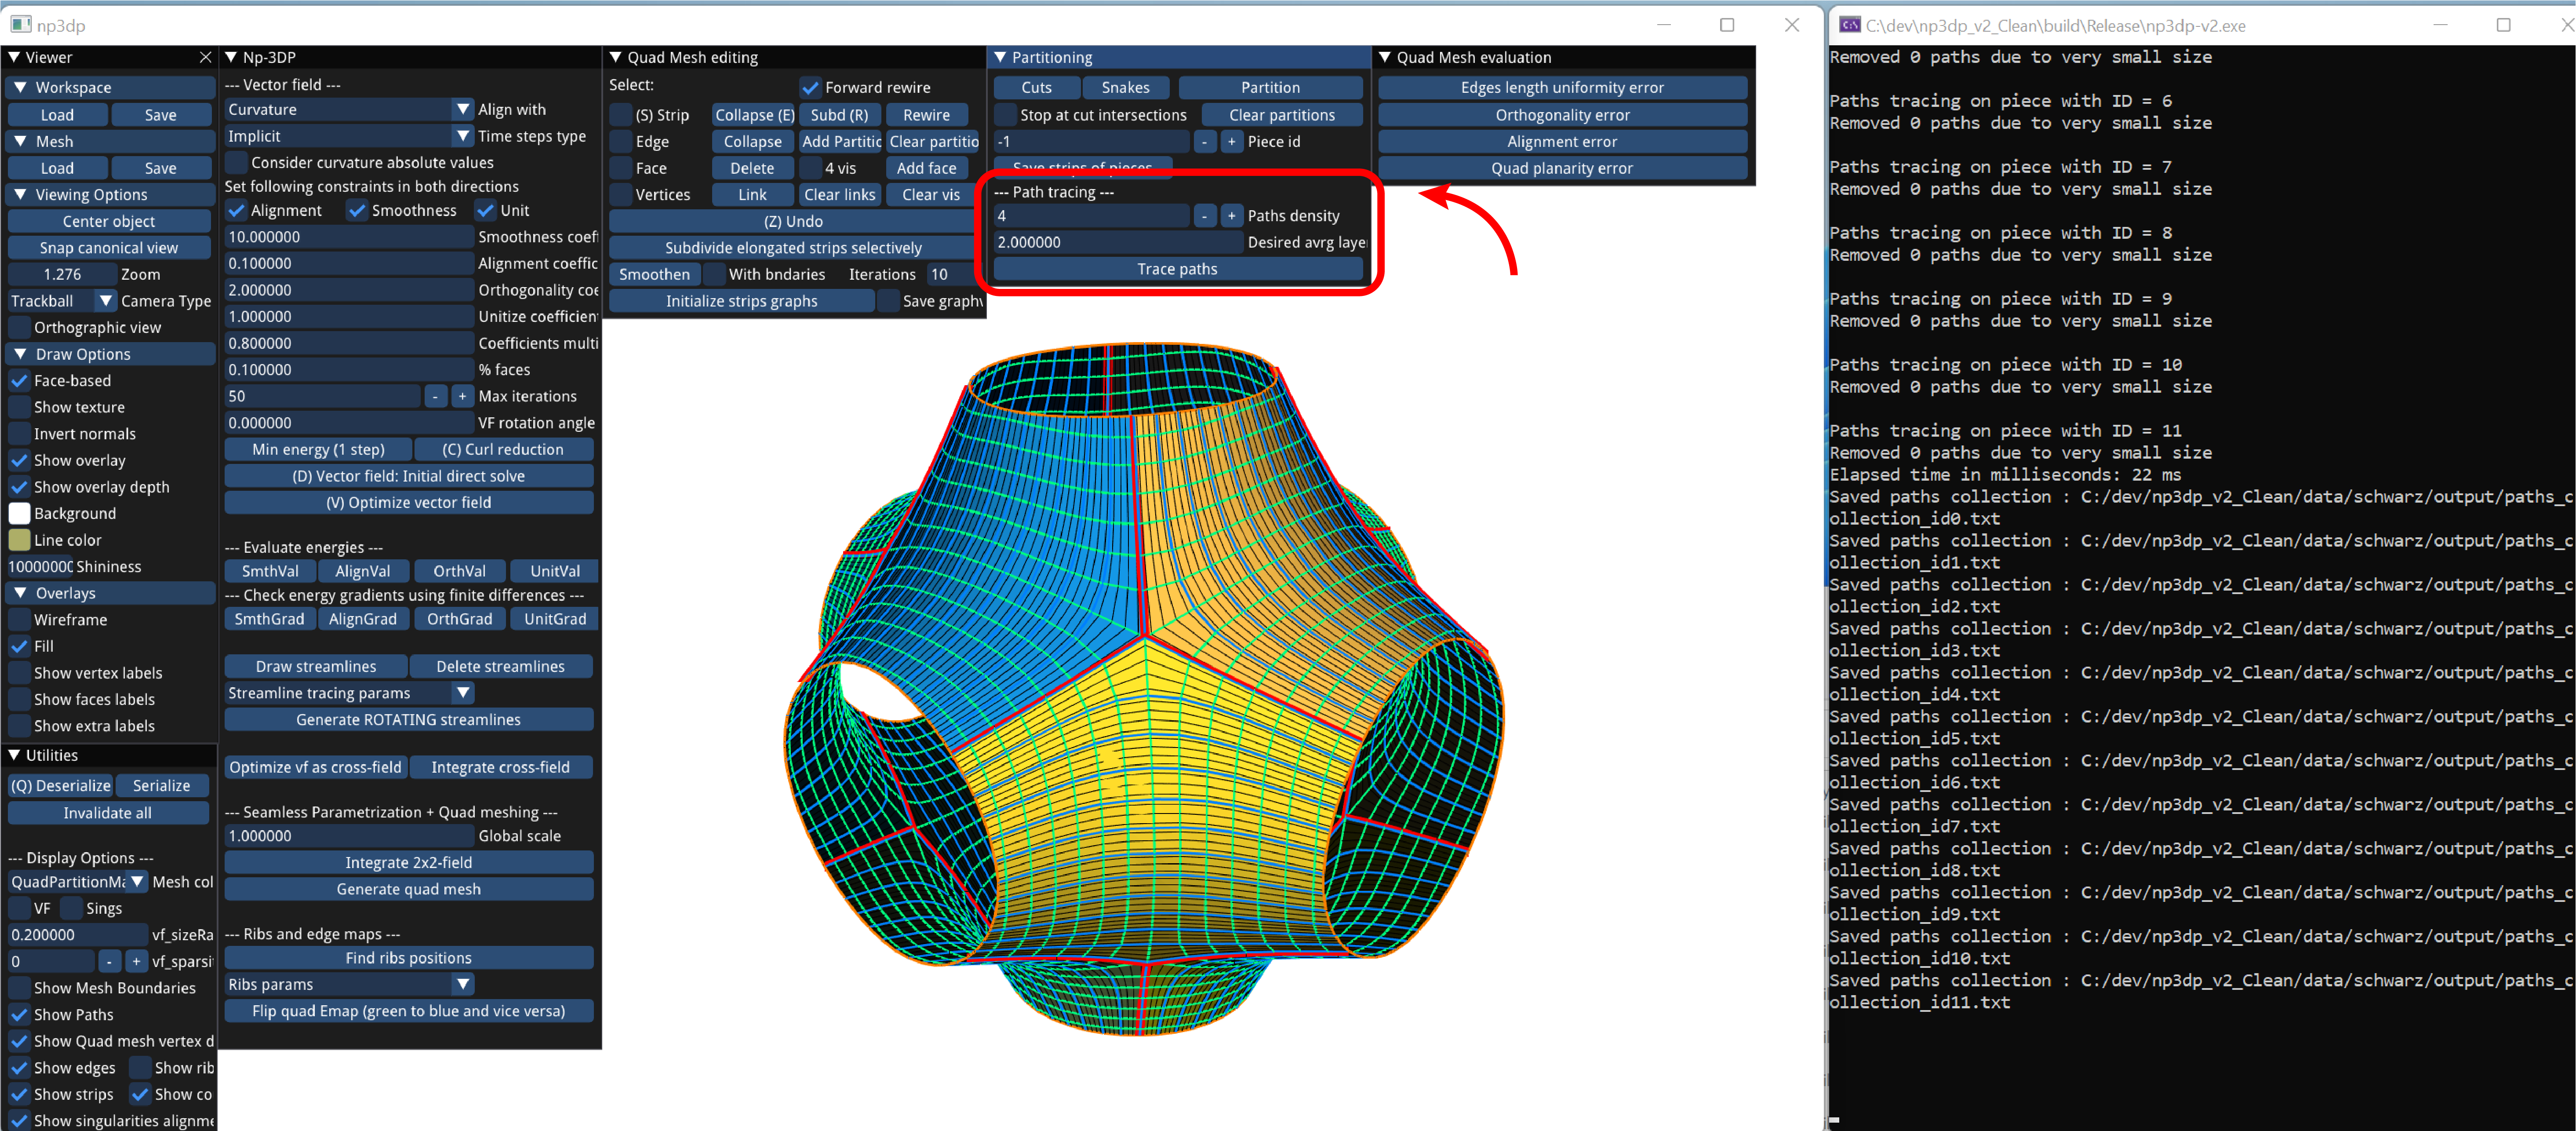 np3dp
Viewer
Workspace
Load Save
Mesh
Load Save
Viewing Options
Center object
Snap canonical view
1.276 Zoom
Trackball Camera Type
Orthographic view
Draw Options
Face-based
Show texture
Invert normals
Show overlay
Show overlay depth
Background
Line color
10000000 Shininess
Overlays
Wireframe
Fill
Show vertex labels
Show faces labels
Show extra labels
Utilities
(Q) Deserialize Serialize
Invalidate all
--- Display Options ---
QuadPartitionMa Mesh col
VF Sings
0.200000 vf_sizeRa
0 - + vf_sparsi
Show Mesh Boundaries
Show Paths
Show Quad mesh vertex d
Show edges Show rib
Show strips Show co
Show singularities alignme
Np-3DP
--- Vector field ---
Curvature Align with
Implicit Time steps type
Consider curvature absolute values
Set following constraints in both directions
Alignment Smoothness Unit
10.000000 Smoothness coef
0.100000 Alignment coeffic
2.000000 Orthogonality coe
1.000000 Unitize coefficien
0.800000 Coefficients multi
0.100000 % faces
50 - + Max iterations
0.000000 VF rotation angle
Min energy (1 step) (C) Curl reduction
(D) Vector field: Initial direct solve
(V) Optimize vector field
--- Evaluate energies ---
SmthVal AlignVal OrthVal UnitVal
--- Check energy gradients using finite differences ---
SmthGrad AlignGrad OrthGrad UnitGrad
Draw streamlines Delete streamlines
Streamline tracing params
Generate ROTATING streamlines
Optimize vf as cross-field Integrate cross-field
--- Seamless Parametrization + Quad meshing ---
1.000000 Global scale
Integrate 2x2-field
Generate quad mesh
--- Ribs and edge maps ---
Find ribs positions
Ribs params
Flip quad Emap (green to blue and vice versa)
Quad Mesh editing
Select: Forward rewire
(S) Strip Collapse (E) Subd (R) Rewire
Edge Collapse Add Partitic Clear partitio
Face Delete 4 vis Add face
Vertices Link Clear links Clear vis
(Z) Undo
Subdivide elongated strips selectively
Smoothen With bndaries Iterations 10
Initialize strips graphs Save graph
Partitioning
Cuts Snakes Partition
Stop at cut intersections Clear partitions
-1 - + Piece id
Save strips of pieces
--- Path tracing ---
4 - + Paths density
2.000000 Desired avrg laye
Trace paths
Quad Mesh evaluation
Edges length uniformity error
Orthogonality error
Alignment error
Quad planarity error
C:\dev\np3dp_v2_Clean\build\Release\np3dp-v2.exe
Removed 0 paths due to very small size
Paths tracing on piece with ID = 6
Removed 0 paths due to very small size
Paths tracing on piece with ID = 7
Removed 0 paths due to very small size
Paths tracing on piece with ID = 8
Removed 0 paths due to very small size
Paths tracing on piece with ID = 9
Removed 0 paths due to very small size
Paths tracing on piece with ID = 10
Removed 0 paths due to very small size
Paths tracing on piece with ID = 11
Removed 0 paths due to very small size
Elapsed time in milliseconds: 22 ms
Saved paths collection : C:/dev/np3dp_v2_Clean/data/schwarz/output/paths_c
ollection_id0.txt
Saved paths collection : C:/dev/np3dp_v2_Clean/data/schwarz/output/paths_c
ollection_id1.txt
Saved paths collection : C:/dev/np3dp_v2_Clean/data/schwarz/output/paths_c
ollection_id2.txt
Saved paths collection : C:/dev/np3dp_v2_Clean/data/schwarz/output/paths_c
ollection_id3.txt
Saved paths collection : C:/dev/np3dp_v2_Clean/data/schwarz/output/paths_c
ollection_id4.txt
Saved paths collection : C:/dev/np3dp_v2_Clean/data/schwarz/output/paths_c
ollection_id5.txt
Saved paths collection : C:/dev/np3dp_v2_Clean/data/schwarz/output/paths_c
ollection_id6.txt
Saved paths collection : C:/dev/np3dp_v2_Clean/data/schwarz/output/paths_c
ollection_id7.txt
Saved paths collection : C:/dev/np3dp_v2_Clean/data/schwarz/output/paths_c
ollection_id8.txt
Saved paths collection : C:/dev/np3dp_v2_Clean/data/schwarz/output/paths_c
ollection_id9.txt
Saved paths collection : C:/dev/np3dp_v2_Clean/data/schwarz/output/paths_c
ollection_id10.txt
Saved paths collection : C:/dev/np3dp_v2_Clean/data/schwarz/output/paths_c
ollection_id11.txt